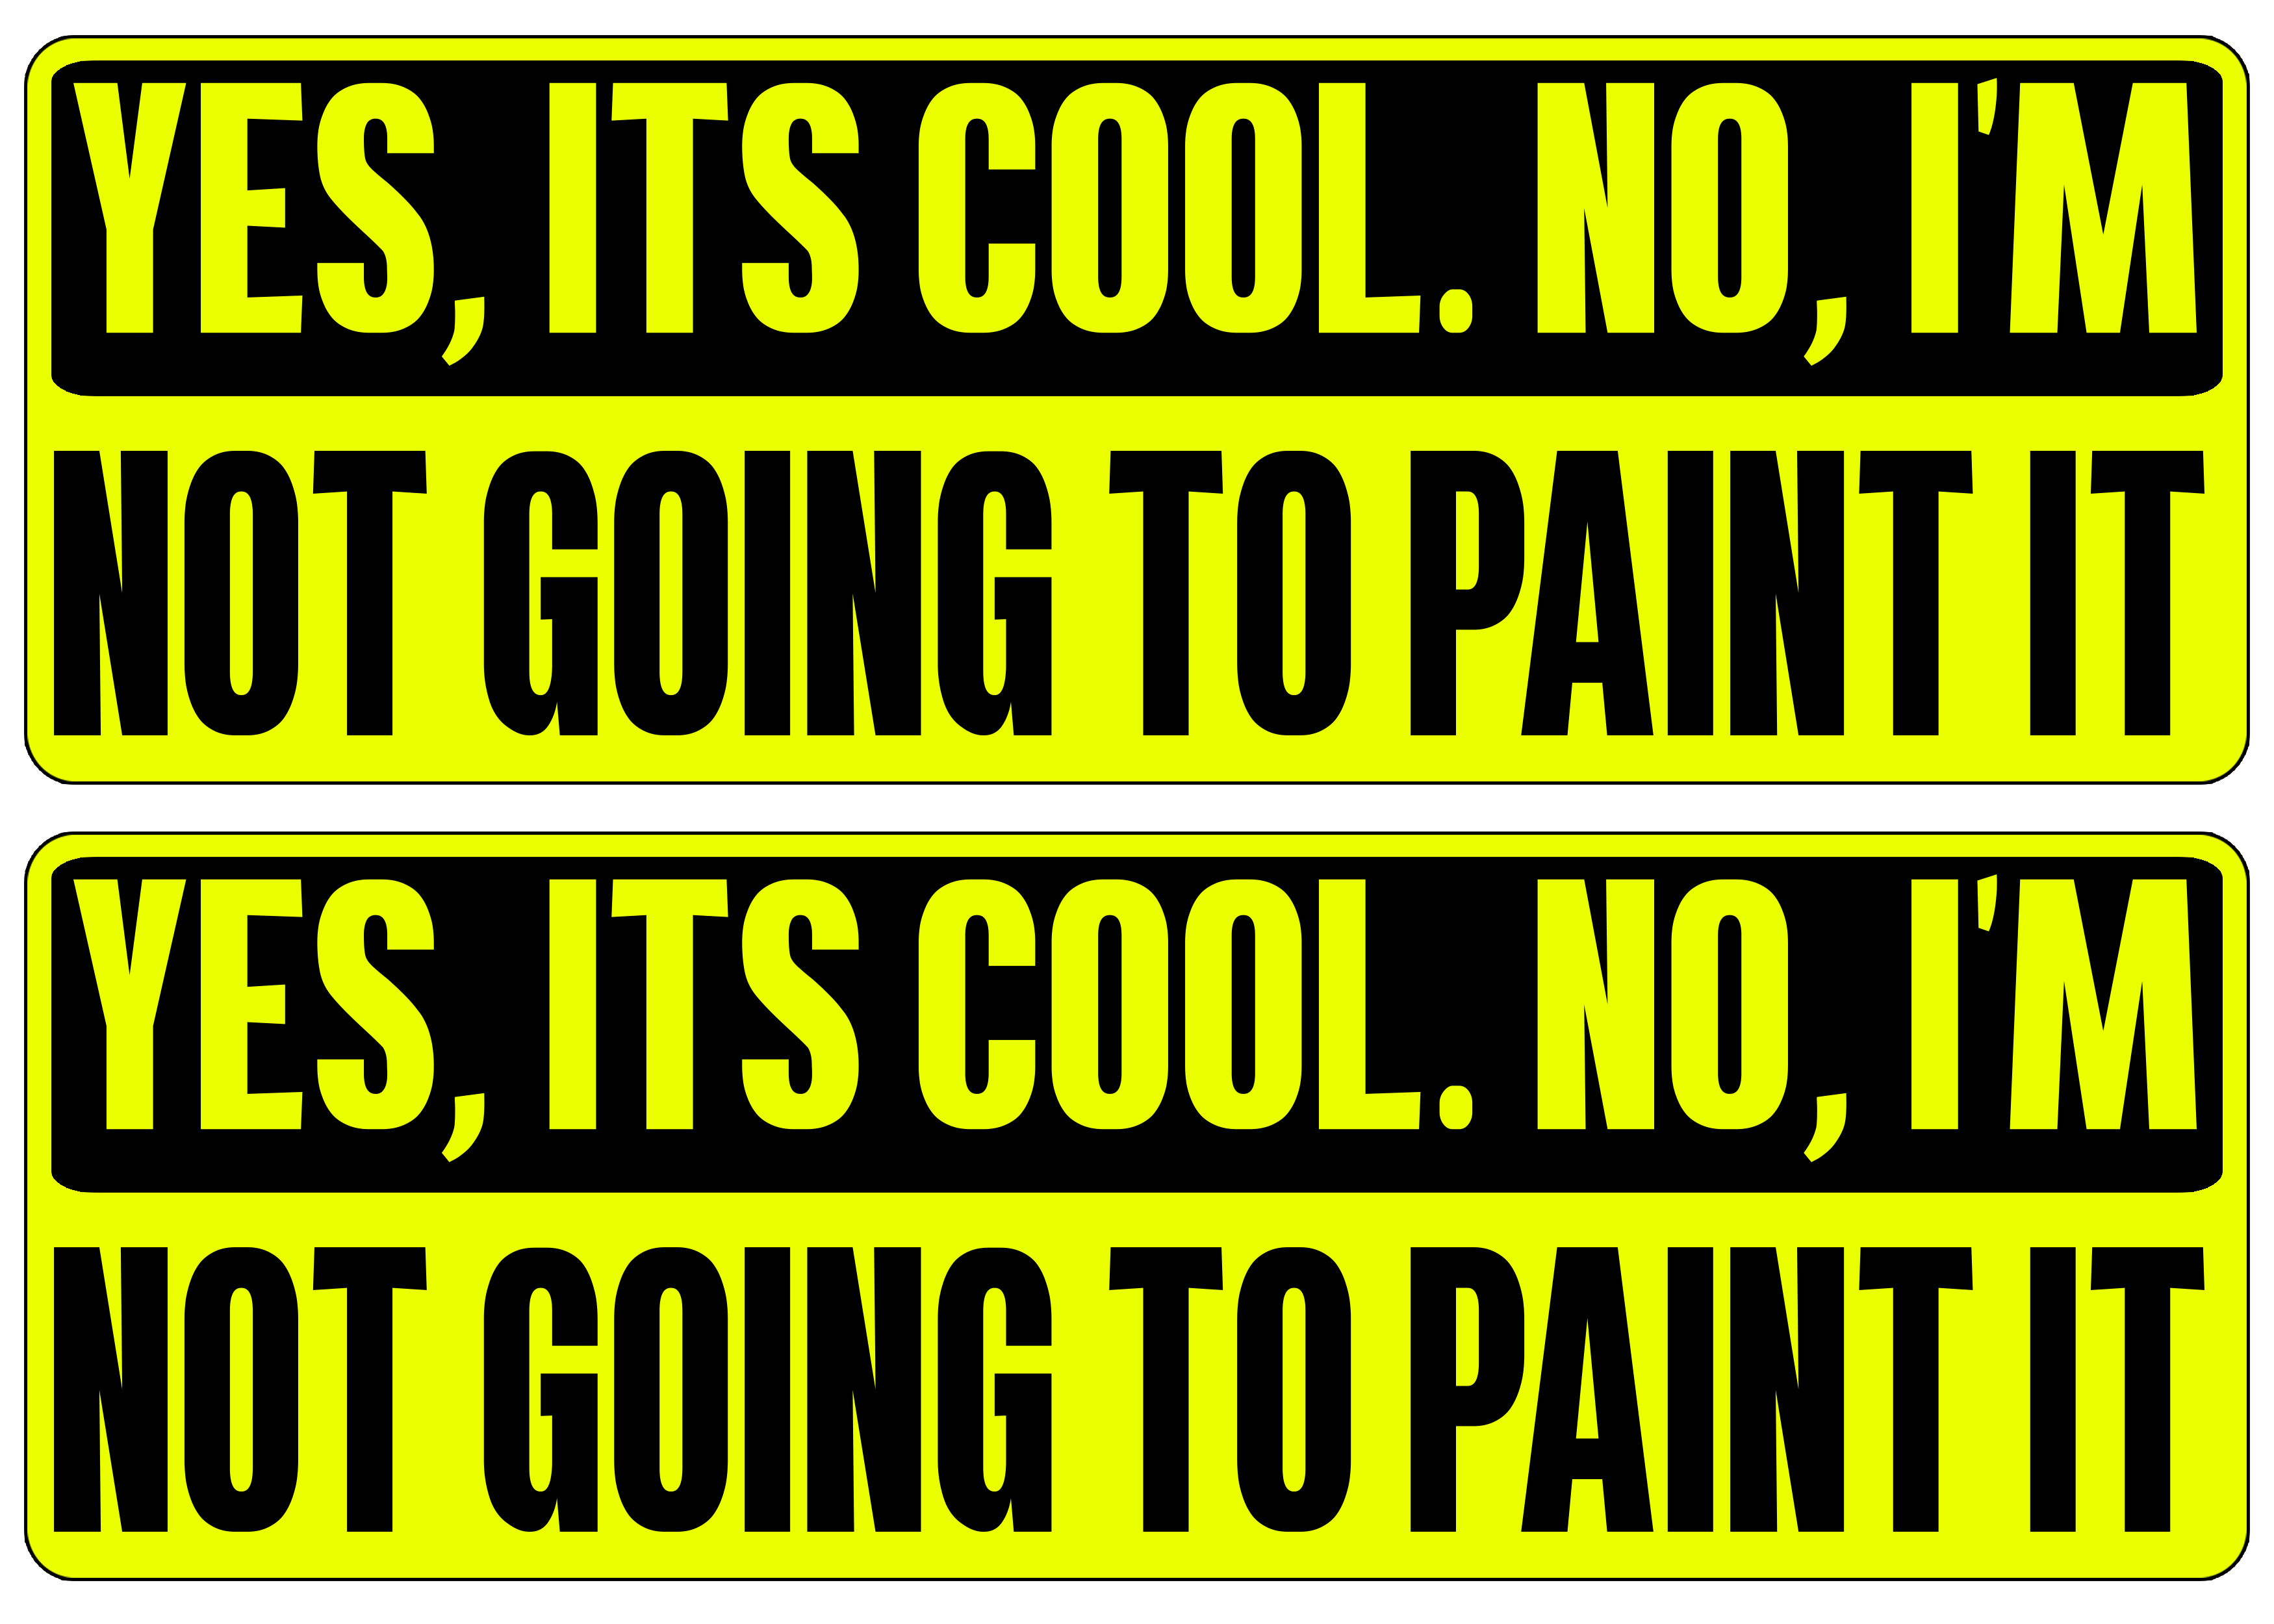 YES, ITS COOL. NO, I'M
NOT GOING TO PAINT IT
YES, ITS COOL. NO, I'M
NOT GOING TO PAINT IT